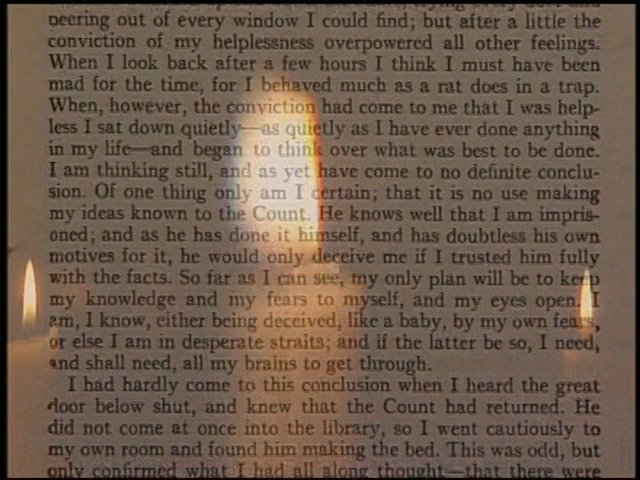 peering out of every window I could find; but after a little the
conviction of my helplessness overpowered all other feelings.
When I look back after a few hours I think I must have been
mad for the time, for I behaved much as a rat does in a trap.
When, however, the conviction had come to me that I was help-
less I sat down quietly—as quietly as I have ever done anything
in my life—and began to think over what was best to be done.
I am thinking still, and as yet have come to no definite conclu-
sion. Of one thing only am I certain; that it is no use making
my ideas known to the Count. He knows well that I am impris-
oned; and as he has done it himself, and has doubtless his own
motives for it, he would only deceive me if I trusted him fully
with the facts. So far as I can see, my only plan will be to keep
my knowledge and my fears to myself, and my eyes open. I
am, I know, either being deceived, like a baby, by my own fears,
or else I am in desperate straits; and if the latter be so, I need,
and shall need, all my brains to get through.
I had hardly come to this conclusion when I heard the great
door below shut, and knew that the Count had returned. He
did not come at once into the library, so I went cautiously to
my own room and found him making the bed. This was odd, but
only confirmed what I had all along thought—that there were